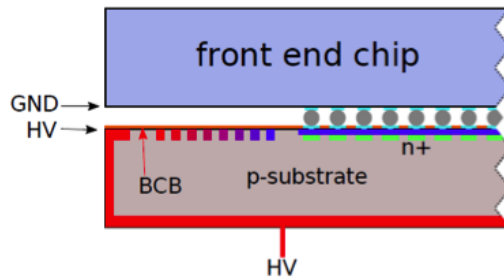 front end chip
GND
HV
n+
BCB
p-substrate
HV